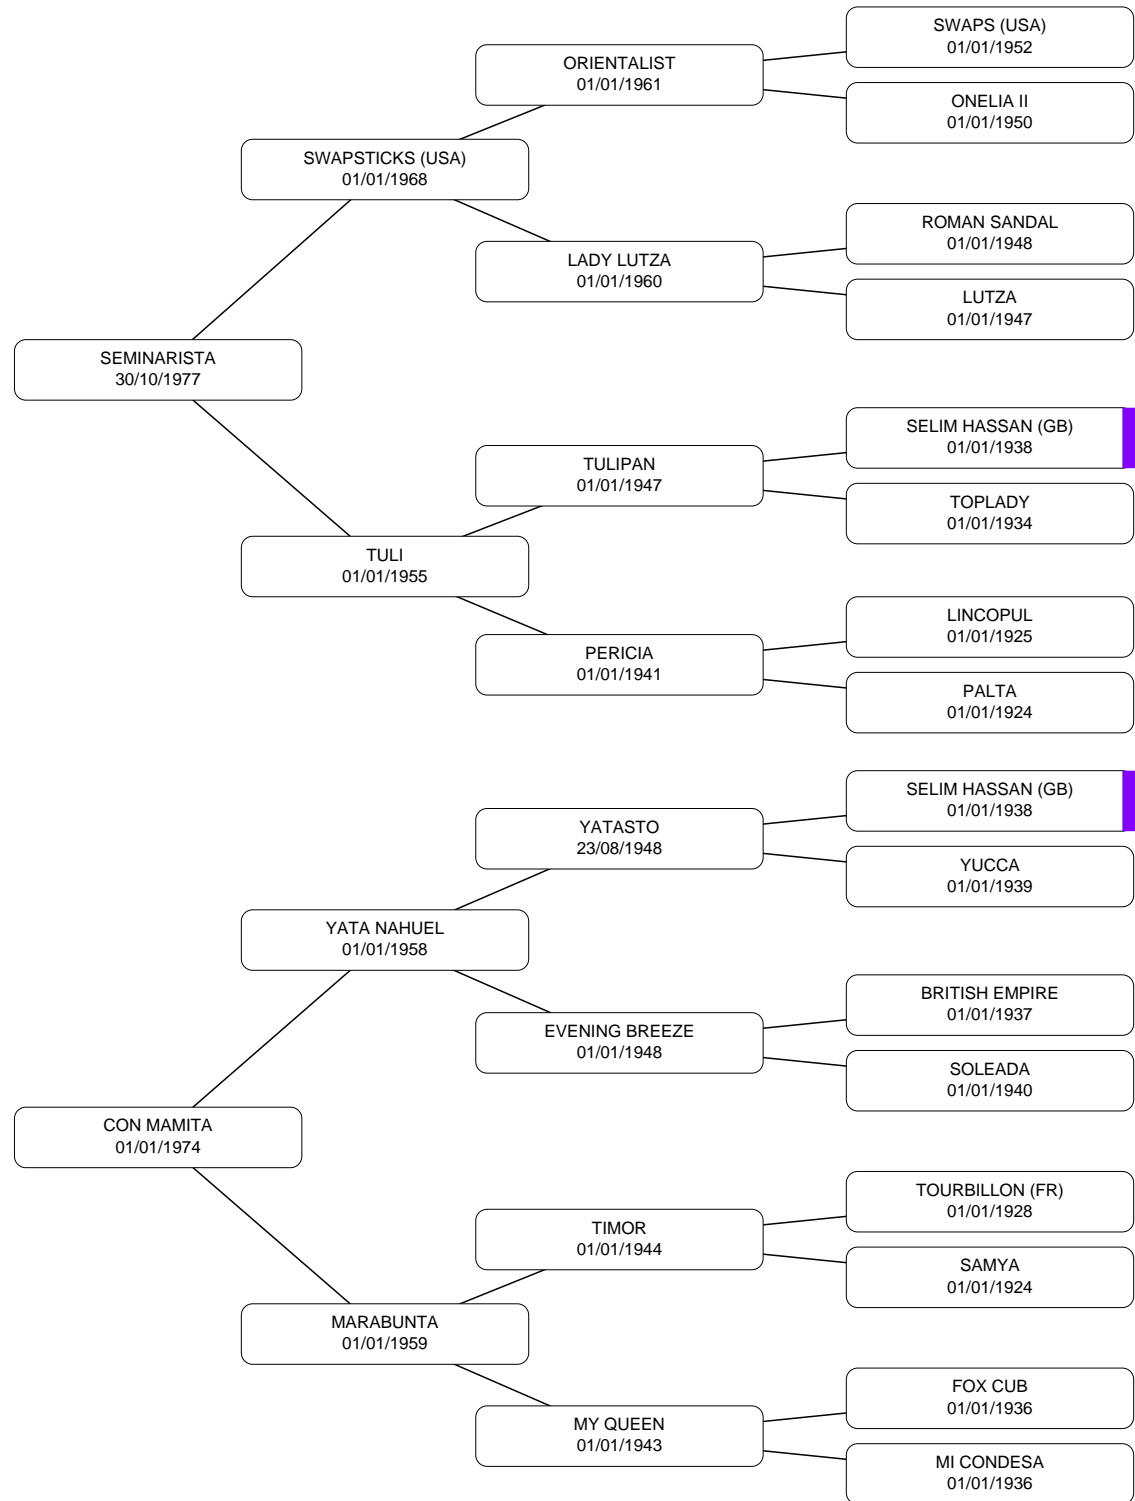 SWAPS (USA)
01/01/1952
ORIENTALIST
01/01/1961
ONELIA II
01/01/1950
SWAPSTICKS (USA)
01/01/1968
ROMAN SANDAL
01/01/1948
LADY LUTZA
01/01/1960
LUTZA
01/01/1947
SEMINARISTA
30/10/1977
SELIM HASSAN (GB)
01/01/1938
TULIPAN
01/01/1947
TOPLADY
01/01/1934
TULI
01/01/1955
LINCOPUL
01/01/1925
PERICIA
01/01/1941
PALTA
01/01/1924
SELIM HASSAN (GB)
01/01/1938
YATASTO
23/08/1948
YUCCA
01/01/1939
YATA NAHUEL
01/01/1958
BRITISH EMPIRE
01/01/1937
EVENING BREEZE
01/01/1948
SOLEADA
01/01/1940
CON MAMITA
01/01/1974
TOURBILLON (FR)
01/01/1928
TIMOR
01/01/1944
SAMYA
01/01/1924
MARABUNTA
01/01/1959
FOX CUB
01/01/1936
MY QUEEN
01/01/1943
MI CONDESA
01/01/1936